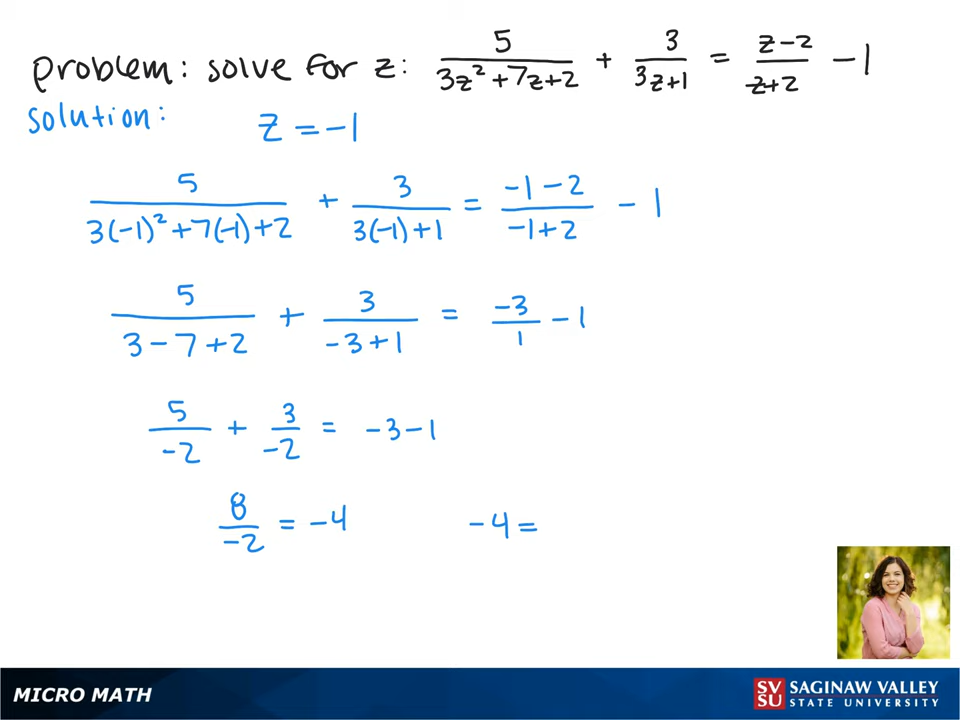 problem: solve for z: 5/(3z²+7z+2) + 3/(3z+1) = (z-2)/(z+2) - 1
solution: z = -1
5/(3(-1)²+7(-1)+2) + 3/(3(-1)+1) = (-1-2)/(-1+2) - 1
5/(3-7+2) + 3/(-3+1) = -3/1 - 1
5/-2 + 3/-2 = -3-1
8/-2 = -4    -4=
MICRO MATH
SVSU SAGINAW VALLEY
STATE UNIVERSITY